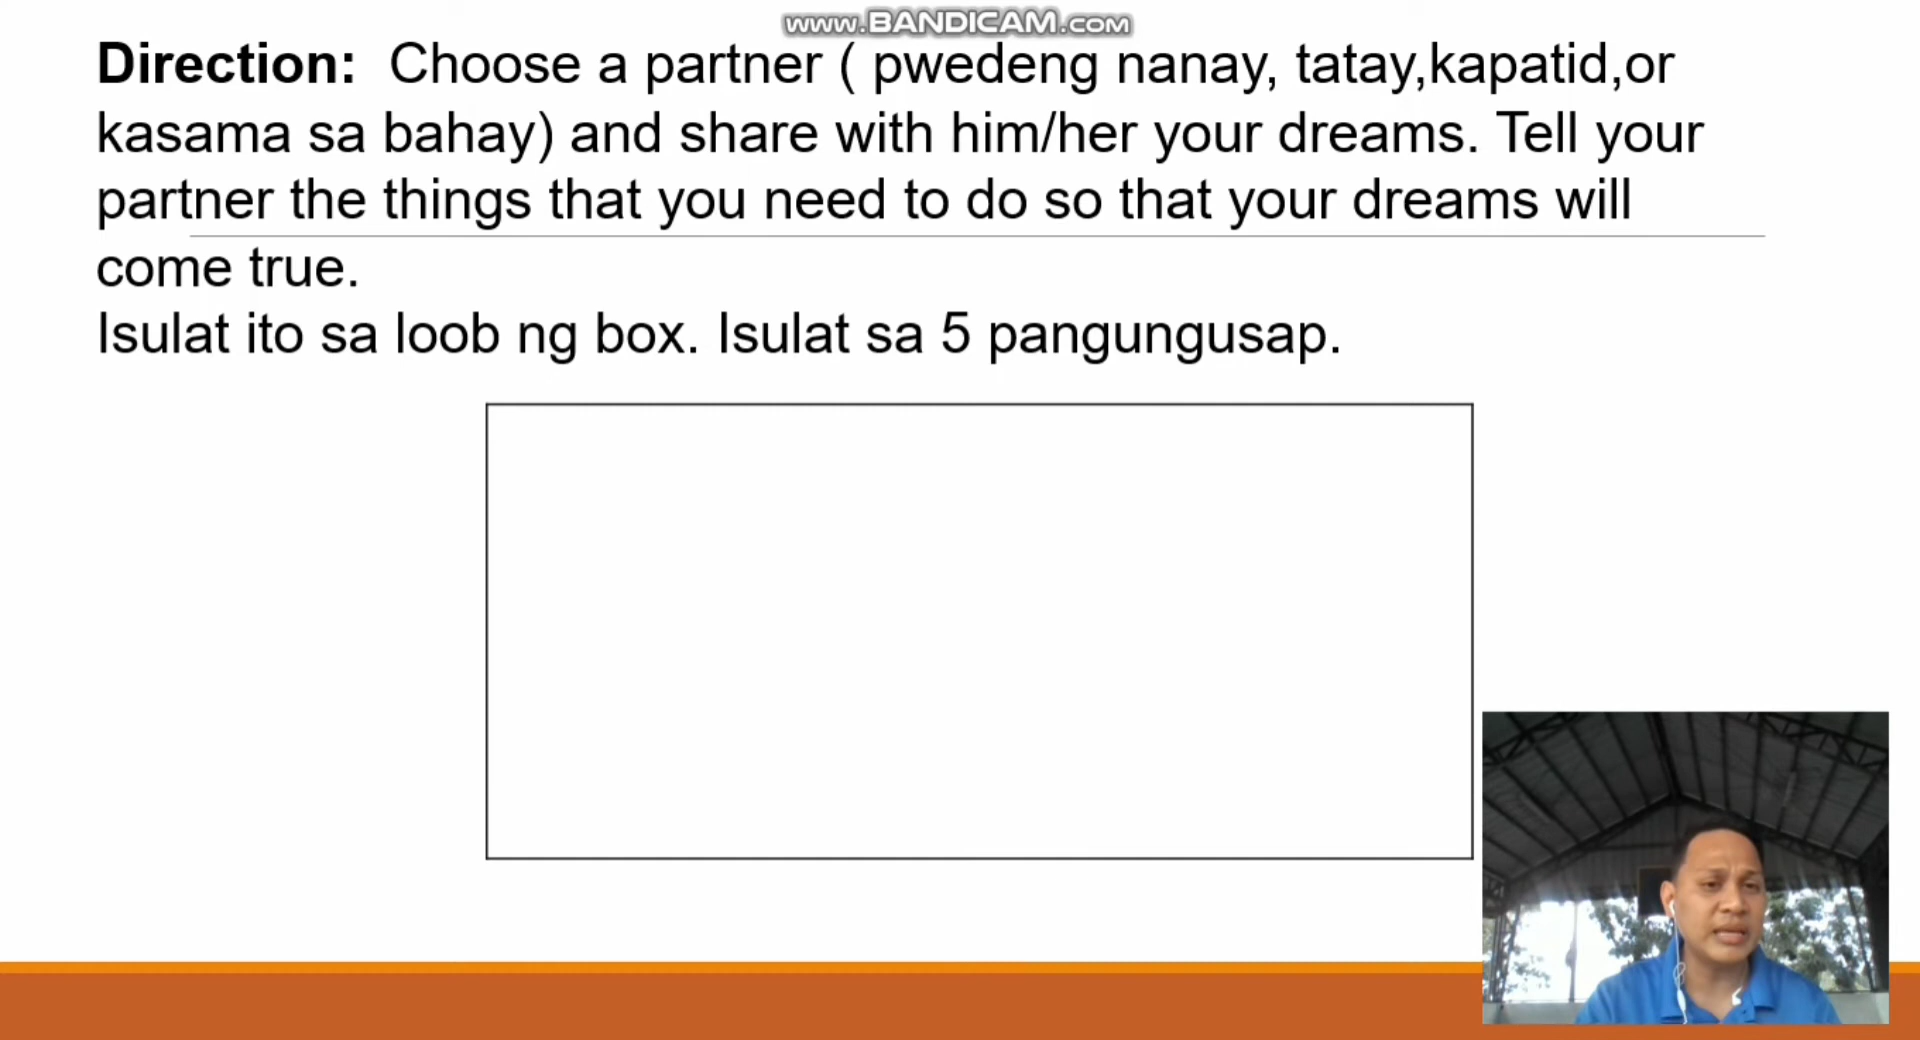 www.BANDICAM.com
Direction: Choose a partner ( pwedeng nanay, tatay,kapatid,or
kasama sa bahay) and share with him/her your dreams. Tell your
partner the things that you need to do so that your dreams will
come true.
Isulat ito sa loob ng box. Isulat sa 5 pangungusap.